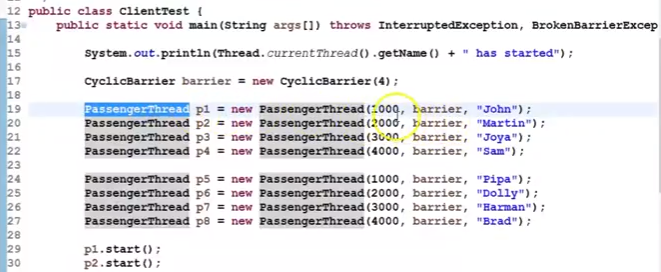 12 public class ClientTest {
13 public static void main(String args[]) throws InterruptedException, BrokenBarrierExcep
14
15 System.out.println(Thread.currentThread().getName() + " has started");
16
17 CyclicBarrier barrier = new CyclicBarrier(4);
18
19 PassengerThread p1 = new PassengerThread(1000, barrier, "John");
20 PassengerThread p2 = new PassengerThread(2000, barrier, "Martin");
21 PassengerThread p3 = new PassengerThread(3000, barrier, "Joya");
22 PassengerThread p4 = new PassengerThread(4000, barrier, "Sam");
23
24 PassengerThread p5 = new PassengerThread(1000, barrier, "Pipa");
25 PassengerThread p6 = new PassengerThread(2000, barrier, "Dolly");
26 PassengerThread p7 = new PassengerThread(3000, barrier, "Harman");
27 PassengerThread p8 = new PassengerThread(4000, barrier, "Brad");
28
29 p1.start();
30 p2.start();